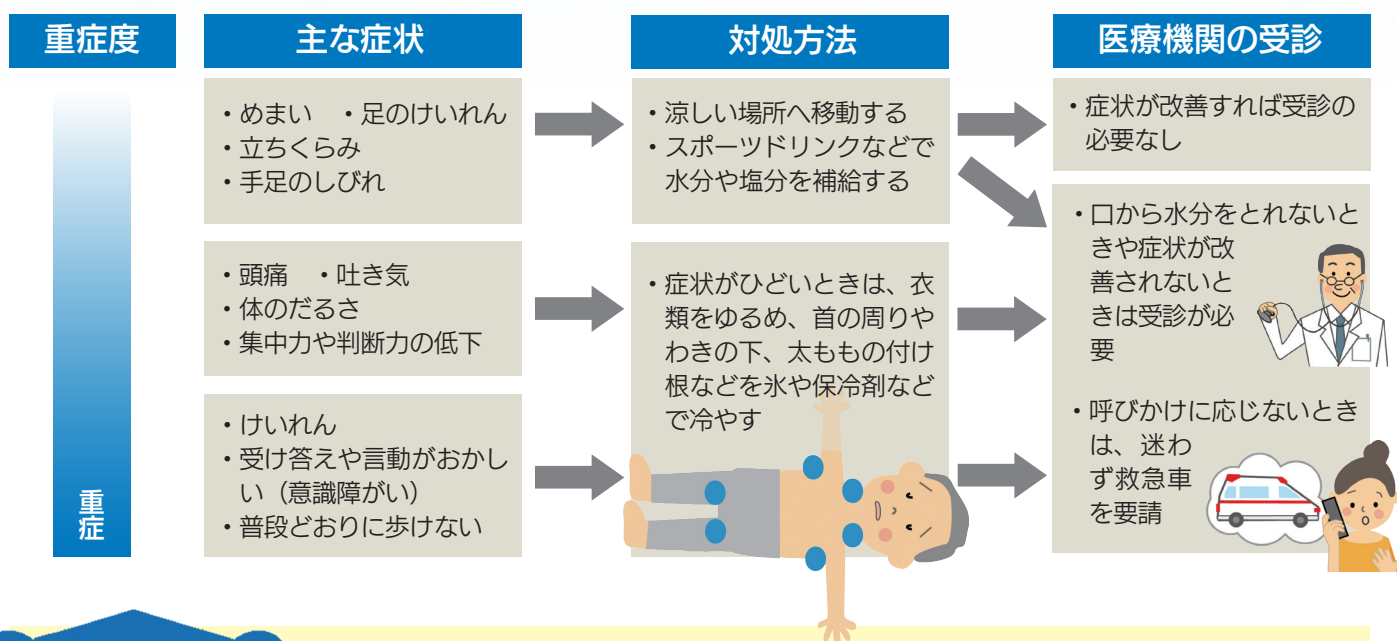 重症度
主な症状
対処方法
医療機関の受診
重症
・めまい　・足のけいれん
・立ちくらみ
・手足のしびれ
・涼しい場所へ移動する
・スポーツドリンクなどで
水分や塩分を補給する
・症状が改善すれば受診の
必要なし
・頭痛　・吐き気
・体のだるさ
・集中力や判断力の低下
・症状がひどいときは、衣
類をゆるめ、首の周りや
わきの下、太ももの付け
根などを氷や保冷剤など
で冷やす
・口から水分をとれないと
きや症状が改
善されないと
きは受診が必
要
・けいれん
・受け答えや言動がおかし
い（意識障がい）
・普段どおりに歩けない
・呼びかけに応じないとき
は、迷わ
ず救急車
を要請